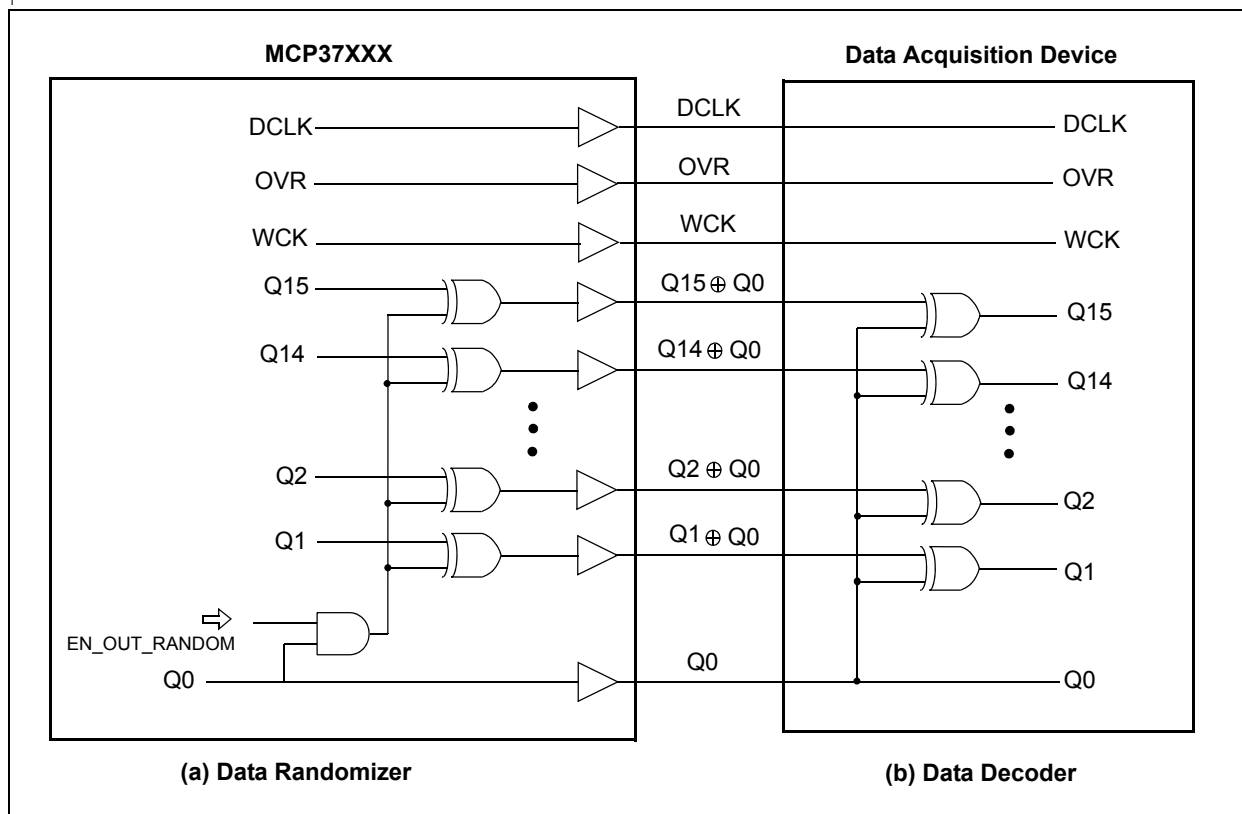 MCP37XXX Data Acquisition Device
DCLK DCLK DCLK
OVR OVR OVR
WCK WCK WCK
Q15 Q15 ⊕ Q0 Q15
Q14 Q14 ⊕ Q0 Q14
Q2 Q2 ⊕ Q0 Q2
Q1 Q1 ⊕ Q0 Q1
EN_OUT_RANDOM
Q0 Q0 Q0
(a) Data Randomizer (b) Data Decoder